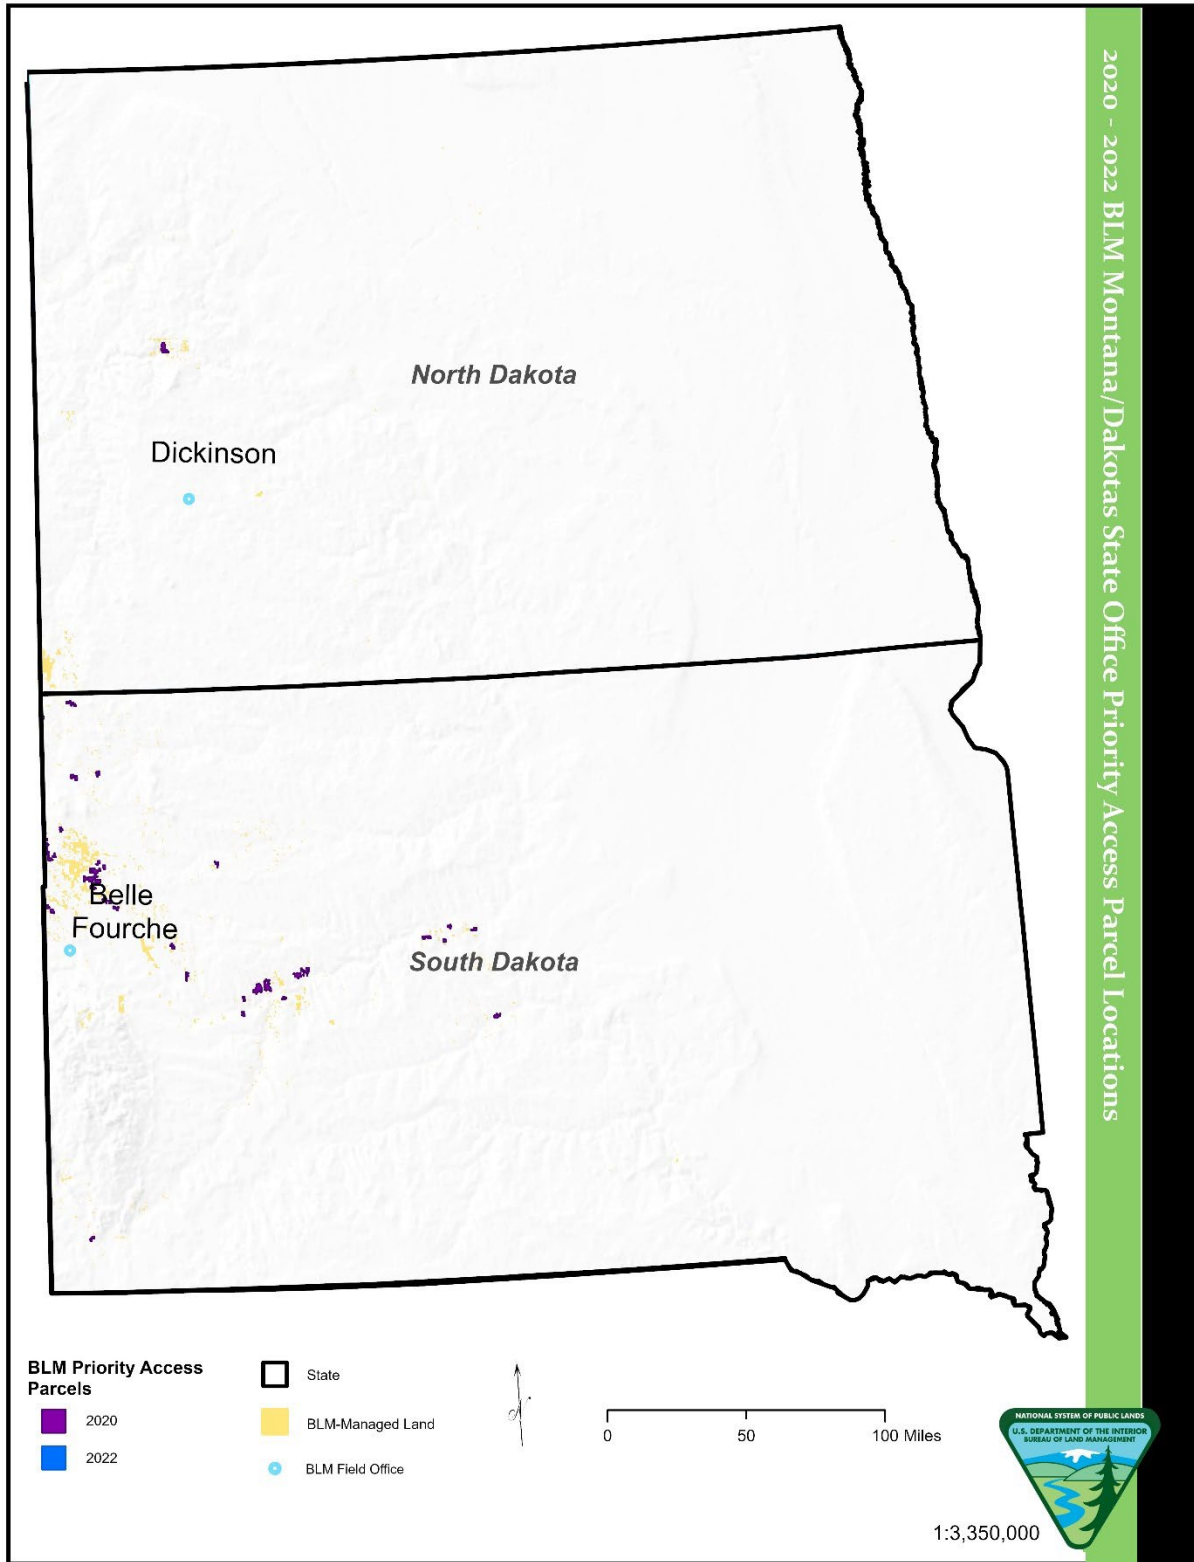 2020 - 2022 BLM Montana/Dakotas State Office Priority Access Parcel Locations
North Dakota
Dickinson
Belle
Fourche
South Dakota
BLM Priority Access
Parcels
2020
2022
State
BLM-Managed Land
BLM Field Office
N
0 50 100 Miles
NATIONAL SYSTEM OF PUBLIC LANDS
U.S. DEPARTMENT OF THE INTERIOR
BUREAU OF LAND MANAGEMENT
1:3,350,000